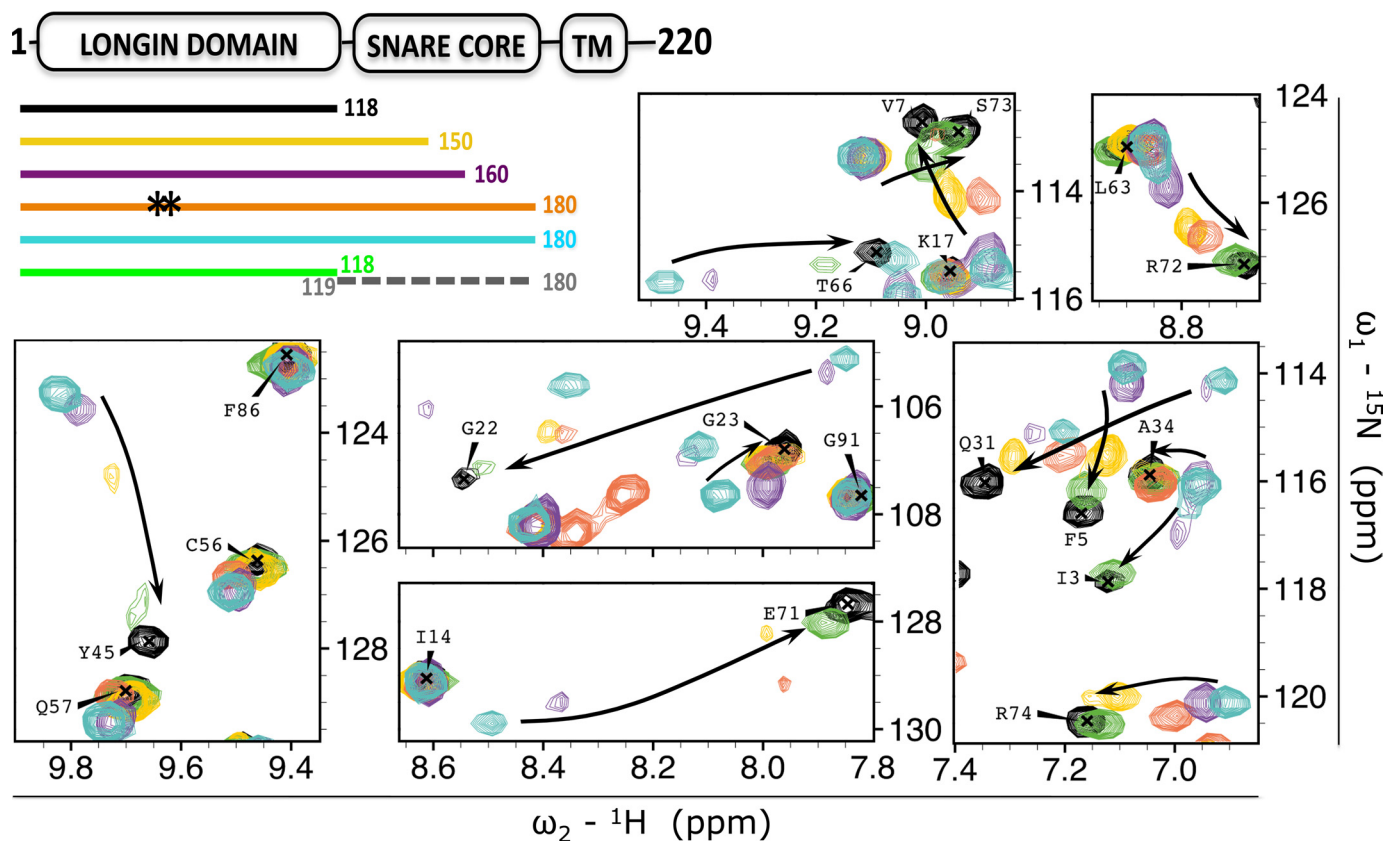 1 LONGIN DOMAIN SNARE CORE TM 220
118
150
160
** 180
180
118
119 180
V7 S73
K17
T66
114
116
9.4 9.2 9.0
L63
R72
124
126
8.8
F86
C56
Y45
Q57
124
126
128
9.8 9.6 9.4
G22 G23
G91
106
108
I14 E71
128
130
8.6 8.4 8.2 8.0 7.8
Q31 A34
F5
I3
R74
114
116
118
120
7.4 7.2 7.0
ω1 - 15N (ppm)
ω2 - 1H (ppm)